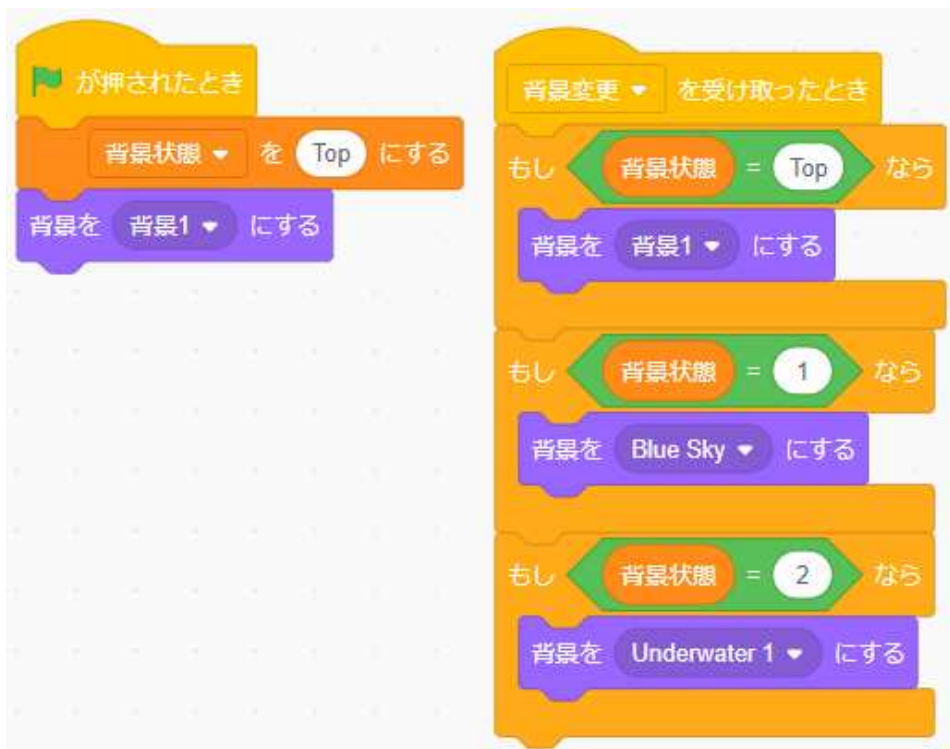 が押されたとき
背景状態 を Top にする
背景を 背景1 にする
背景変更 を受け取ったとき
もし 背景状態 = Top なら
背景を 背景1 にする
もし 背景状態 = 1 なら
背景を Blue Sky にする
もし 背景状態 = 2 なら
背景を Underwater 1 にする